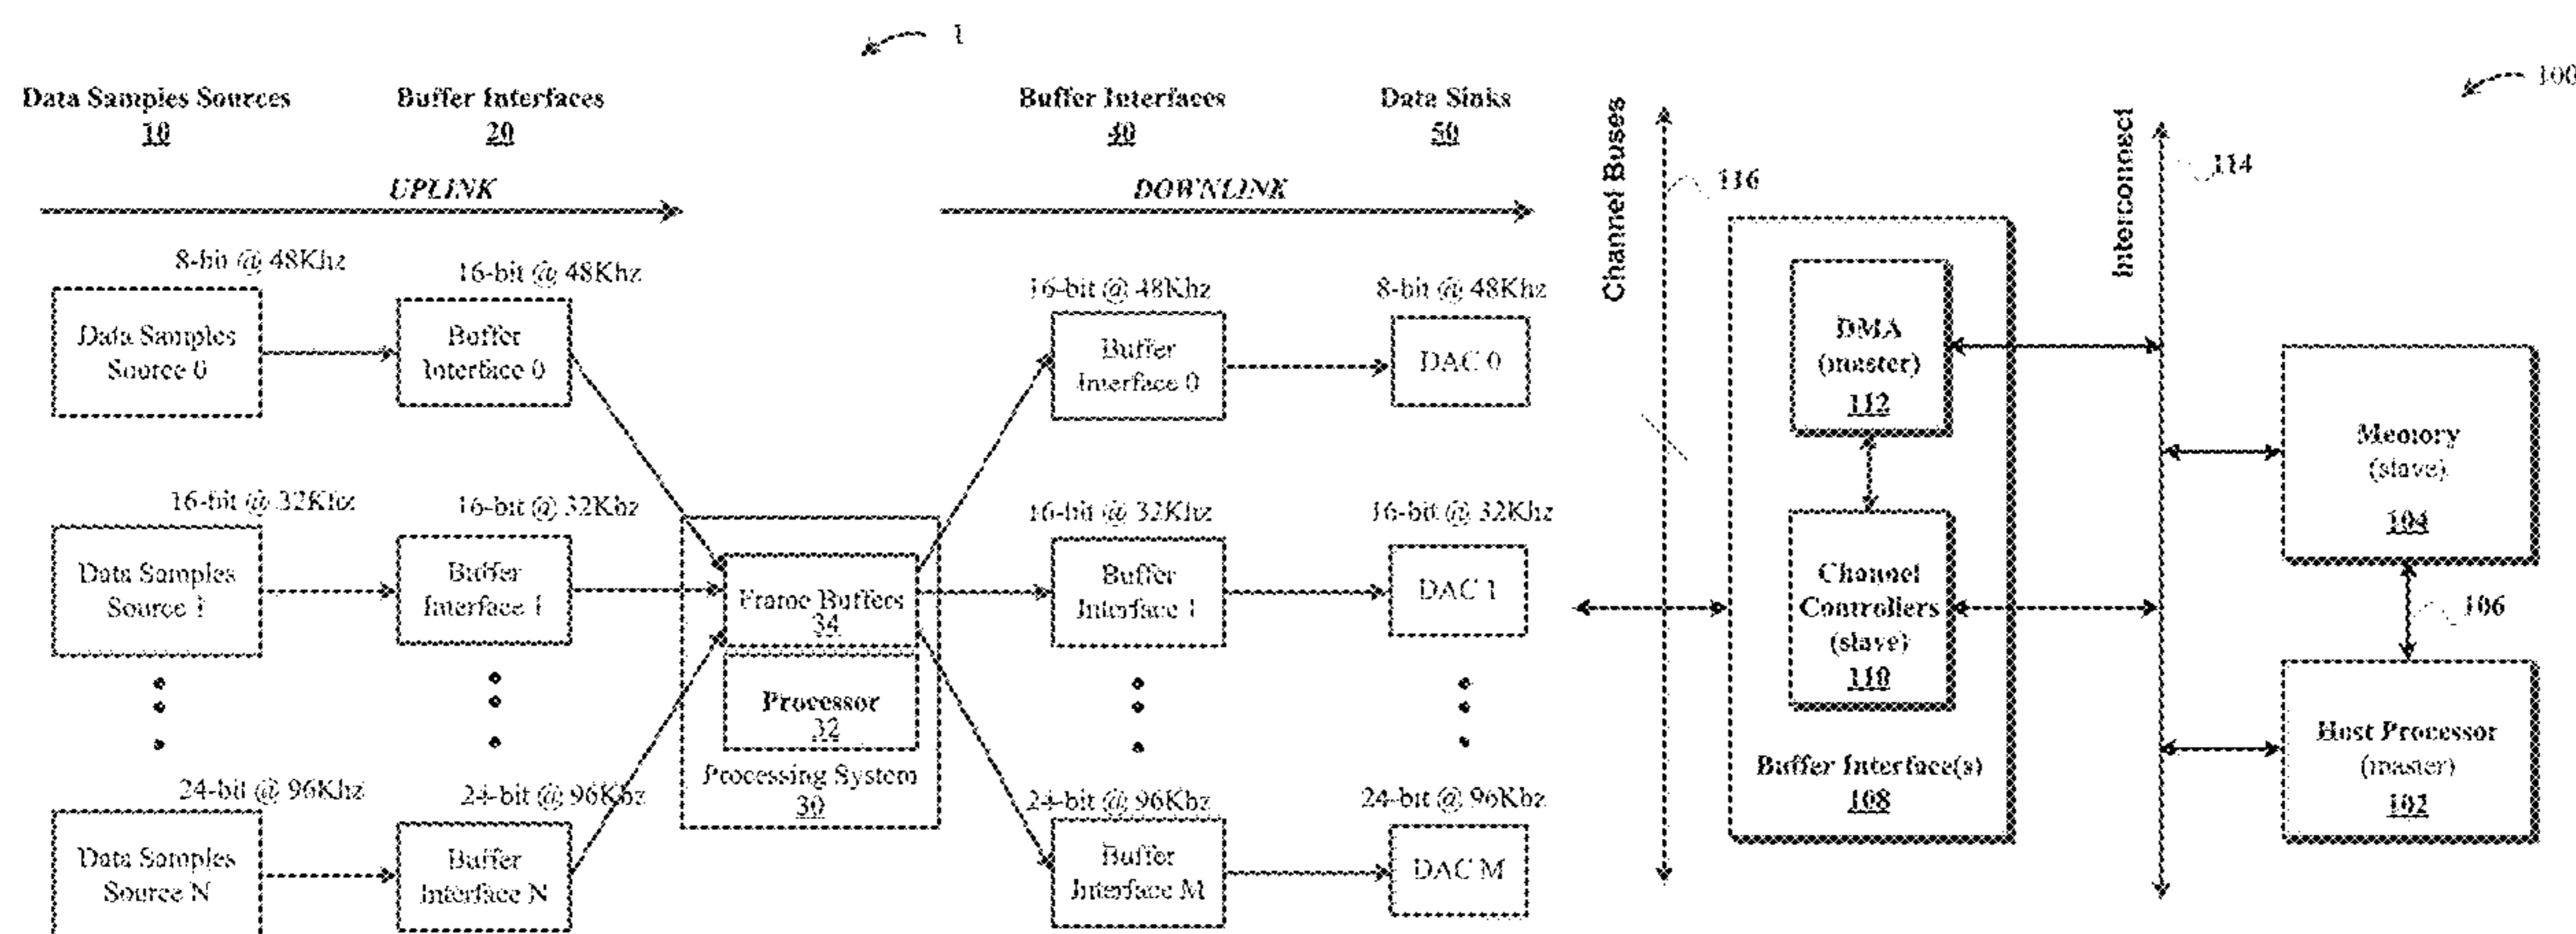 1
Data Samples Sources
10
Buffer Interfaces
20
UPLINK
8-bit @ 48Khz
16-bit @ 48Khz
Data Samples
Source 0
Buffer
Interface 0
16-bit @ 32Khz
16-bit @ 32Khz
Data Samples
Source 1
Buffer
Interface 1
24-bit @ 96Khz
24-bit @ 96Khz
Data Samples
Source N
Buffer
Interface N
Frame Buffers
34
Processor
32
Processing System
30
Buffer Interfaces
40
Data Sinks
50
DOWNLINK
16-bit @ 48Khz
8-bit @ 48Khz
Buffer
Interface 0
DAC 0
16-bit @ 32Khz
16-bit @ 32Khz
Buffer
Interface 1
DAC 1
24-bit @ 96Khz
24-bit @ 96Khz
Buffer
Interface M
DAC M
100
Channel Buses
116
Interconnect
114
DMA
(master)
112
Channel
Controllers
(slave)
110
Buffer Interface(s)
108
Memory
(slave)
104
106
Host Processor
(master)
102